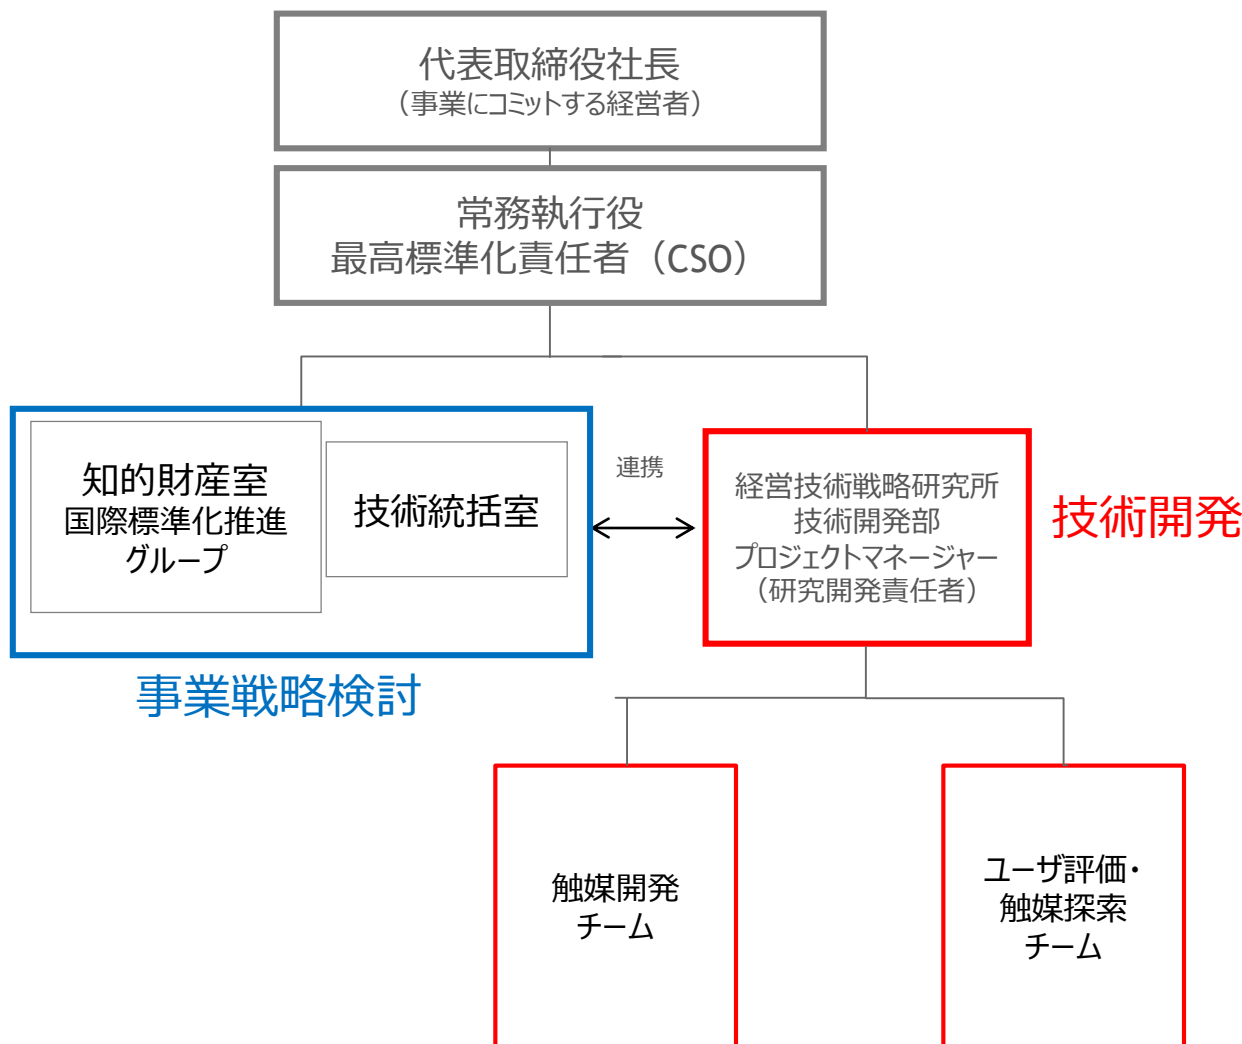 代表取締役社長
（事業にコミットする経営者）
常務執行役
最高標準化責任者（CSO）
知的財産室
国際標準化推進
グループ
技術統括室
連携
経営技術戦略研究所
技術開発部
プロジェクトマネージャー
（研究開発責任者）
技術開発
事業戦略検討
触媒開発
チーム
ユーザ評価・
触媒探索
チーム